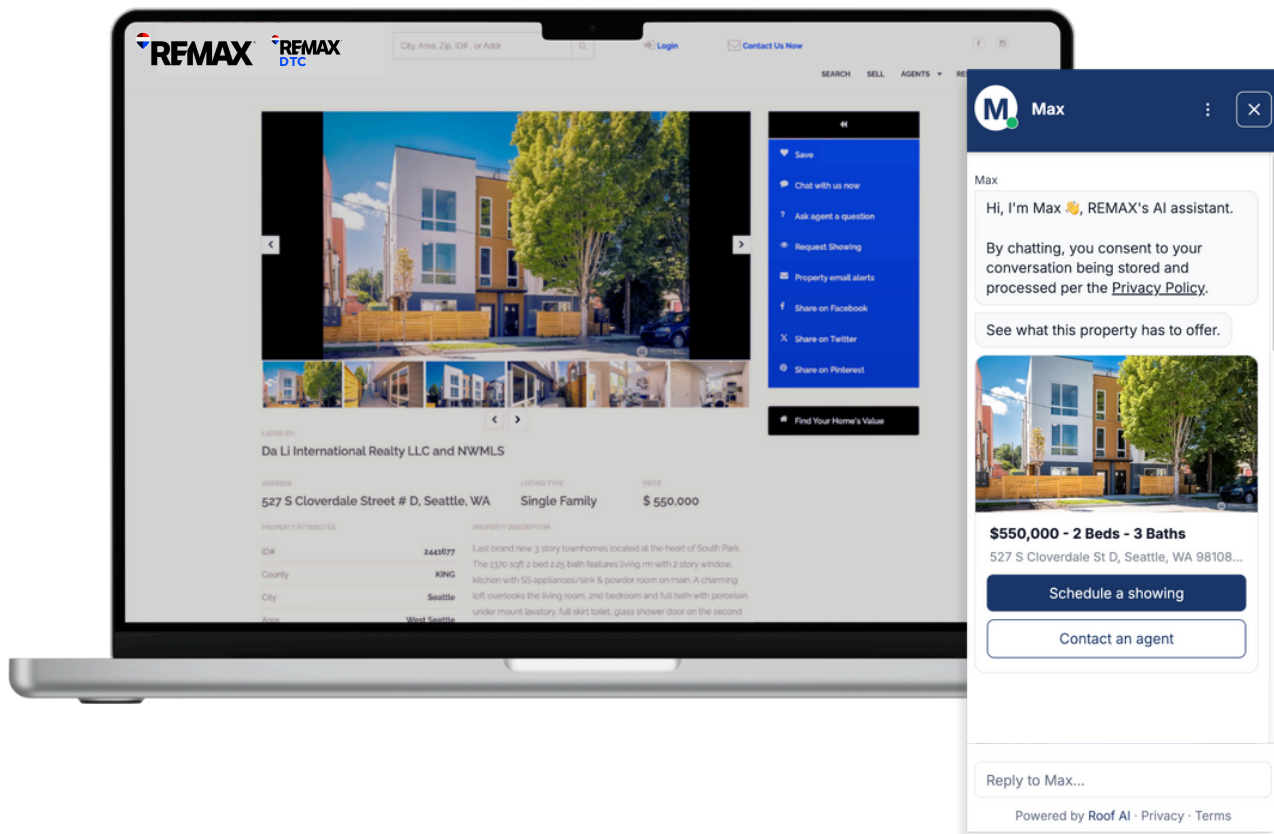 REMAX
REMAX
DTC
City, Area, Zip, ID# , or Addr
Login
Contact Us Now
SEARCH SELL AGENTS
Save
Chat with us now
? Ask agent a question
Request Showing
Property email alerts
Share on Facebook
Share on Twitter
Share on Pinterest
Find Your Home's Value
LISTED BY:
Da Li International Realty LLC and NWMLS
ADDRESS LISTING TYPE PRICE
527 S Cloverdale Street # D, Seattle, WA Single Family $ 550,000
PROPERTY ATTRIBUTES
ID# 2441677
County KING
City Seattle
Area West Seattle
PROPERTY DESCRIPTION
Last brand new 3 story townhomes located at the heart of South Park.
The 1370 sqft 2 bed 2.25 bath features living rm with 2 story window,
kitchen with SS appliances/sink & powder room on main. A charming
loft overlooks the living room, 2nd bedroom and full bath with porcelain
under mount lavatory, full skirt toilet, glass shower door on the second
M
Max
Max
Hi, I'm Max 👋, REMAX's AI assistant.
By chatting, you consent to your
conversation being stored and
processed per the Privacy Policy.
See what this property has to offer.
$550,000 - 2 Beds - 3 Baths
527 S Cloverdale St D, Seattle, WA 98108...
Schedule a showing
Contact an agent
Reply to Max...
Powered by Roof AI · Privacy · Terms